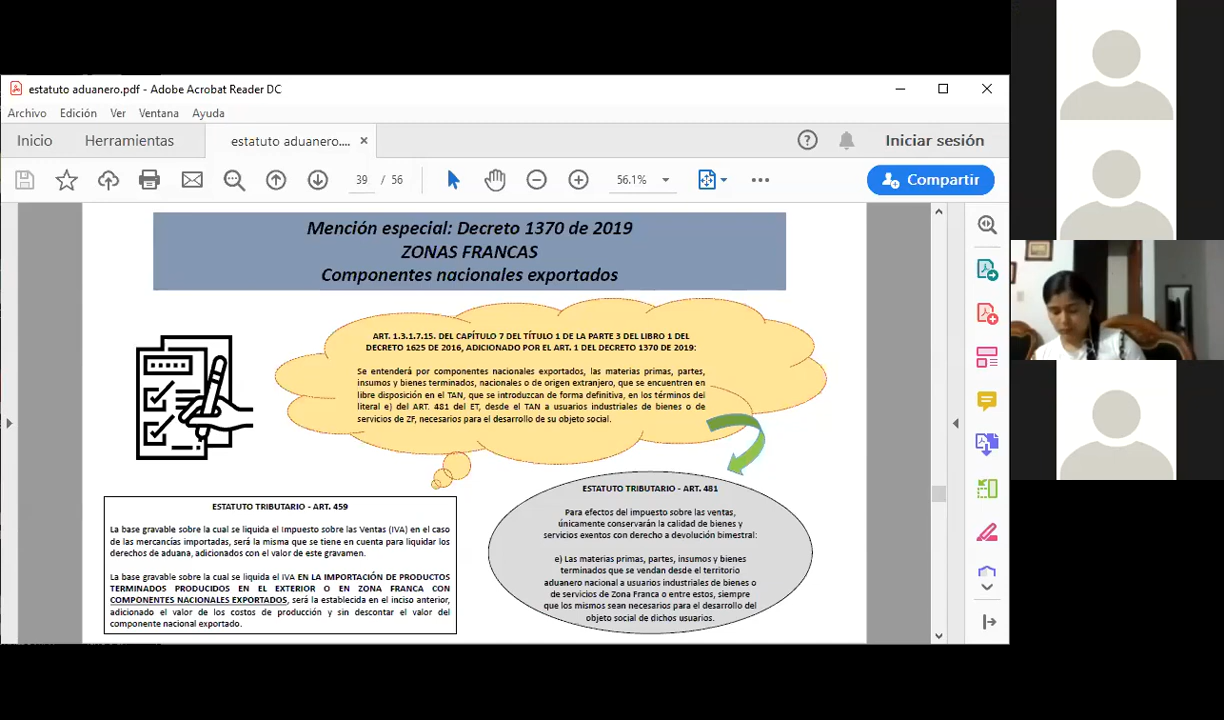 estatuto aduanero.pdf - Adobe Acrobat Reader DC
Archivo Edición Ver Ventana Ayuda
Inicio Herramientas estatuto aduanero.... × Iniciar sesión
39 / 56 56.1% Compartir
Mención especial: Decreto 1370 de 2019
ZONAS FRANCAS
Componentes nacionales exportados
ART. 1.3.1.7.15. DEL CAPÍTULO 7 DEL TÍTULO 1 DE LA PARTE 3 DEL LIBRO 1 DEL
DECRETO 1625 DE 2016, ADICIONADO POR EL ART. 1 DEL DECRETO 1370 DE 2019:
Se entenderá por componentes nacionales exportados, las materias primas, partes,
insumos y bienes terminados, nacionales o de origen extranjero, que se encuentren en
libre disposición en el TAN, que se introduzcan de forma definitiva, en los términos del
literal e) del ART. 481 del ET, desde el TAN a usuarios industriales de bienes o de
servicios de ZF, necesarios para el desarrollo de su objeto social.
ESTATUTO TRIBUTARIO - ART. 459
La base gravable sobre la cual se liquida el Impuesto sobre las Ventas (IVA) en el caso
de las mercancías importadas, será la misma que se tiene en cuenta para liquidar los
derechos de aduana, adicionados con el valor de este gravamen.
La base gravable sobre la cual se liquida el IVA EN LA IMPORTACIÓN DE PRODUCTOS
TERMINADOS PRODUCIDOS EN EL EXTERIOR O EN ZONA FRANCA CON
COMPONENTES NACIONALES EXPORTADOS, será la establecida en el inciso anterior,
adicionado el valor de los costos de producción y sin descontar el valor del
componente nacional exportado.
ESTATUTO TRIBUTARIO - ART. 481
Para efectos del impuesto sobre las ventas,
únicamente conservarán la calidad de bienes y
servicios exentos con derecho a devolución bimestral:
e) Las materias primas, partes, insumos y bienes
terminados que se vendan desde el territorio
aduanero nacional a usuarios industriales de bienes o
de servicios de Zona Franca o entre estos, siempre
que los mismos sean necesarios para el desarrollo del
objeto social de dichos usuarios.